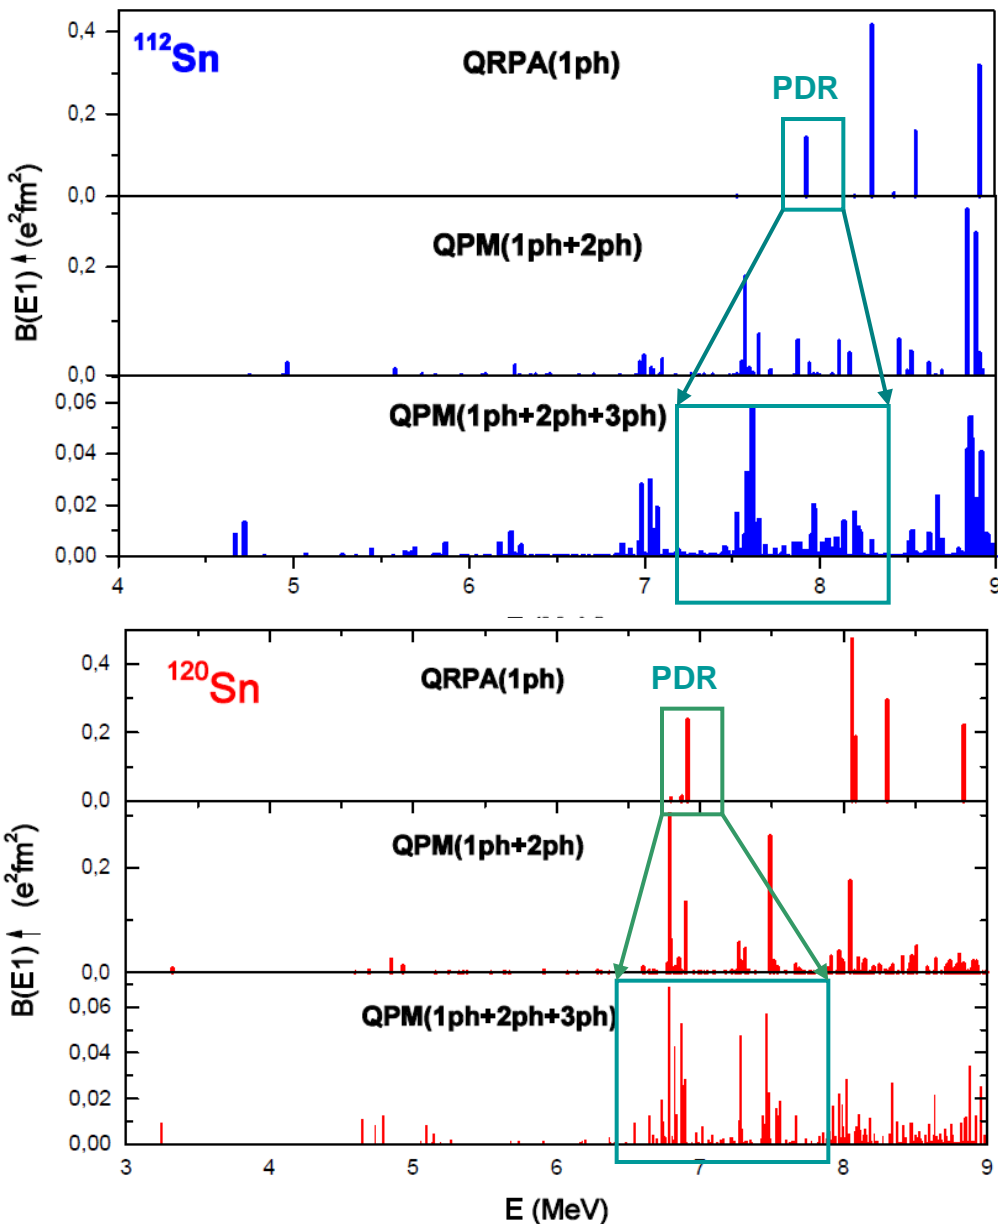 ¹¹²Sn
QRPA(1ph)
PDR
0,4
0,2
0,0
QPM(1ph+2ph)
0,2
0,0
B(E1)↑(e²fm²)
QPM(1ph+2ph+3ph)
0,06
0,04
0,02
0,00
4 5 6 7 8 9
¹²⁰Sn
QRPA(1ph)
PDR
0,4
0,2
0,0
QPM(1ph+2ph)
0,2
0,0
B(E1)↑ (e²fm²)
QPM(1ph+2ph+3ph)
0,06
0,04
0,02
0,00
3 4 5 6 7 8 9
E (MeV)